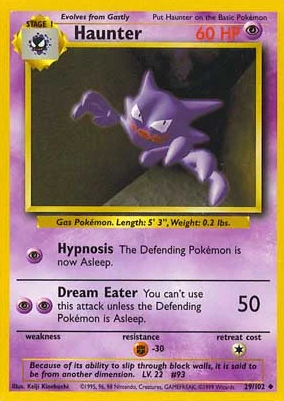 Evolves from Gastly Put Haunter on the Basic Pokémon
STAGE 1 Haunter 60 HP
Gas Pokémon. Length: 5' 3", Weight: 0.2 lbs.
Hypnosis The Defending Pokémon is
now Asleep.
Dream Eater You can't use
this attack unless the Defending
Pokémon is Asleep.
50
weakness resistance retreat cost
-30
Because of its ability to slip through block walls, it is said to
be from another dimension. LV. 22 #93
Illus. Keiji Kinebuchi ©1995, 96, 98 Nintendo, Creatures, GAMEFREAK. ©1999 Wizards. 29/102